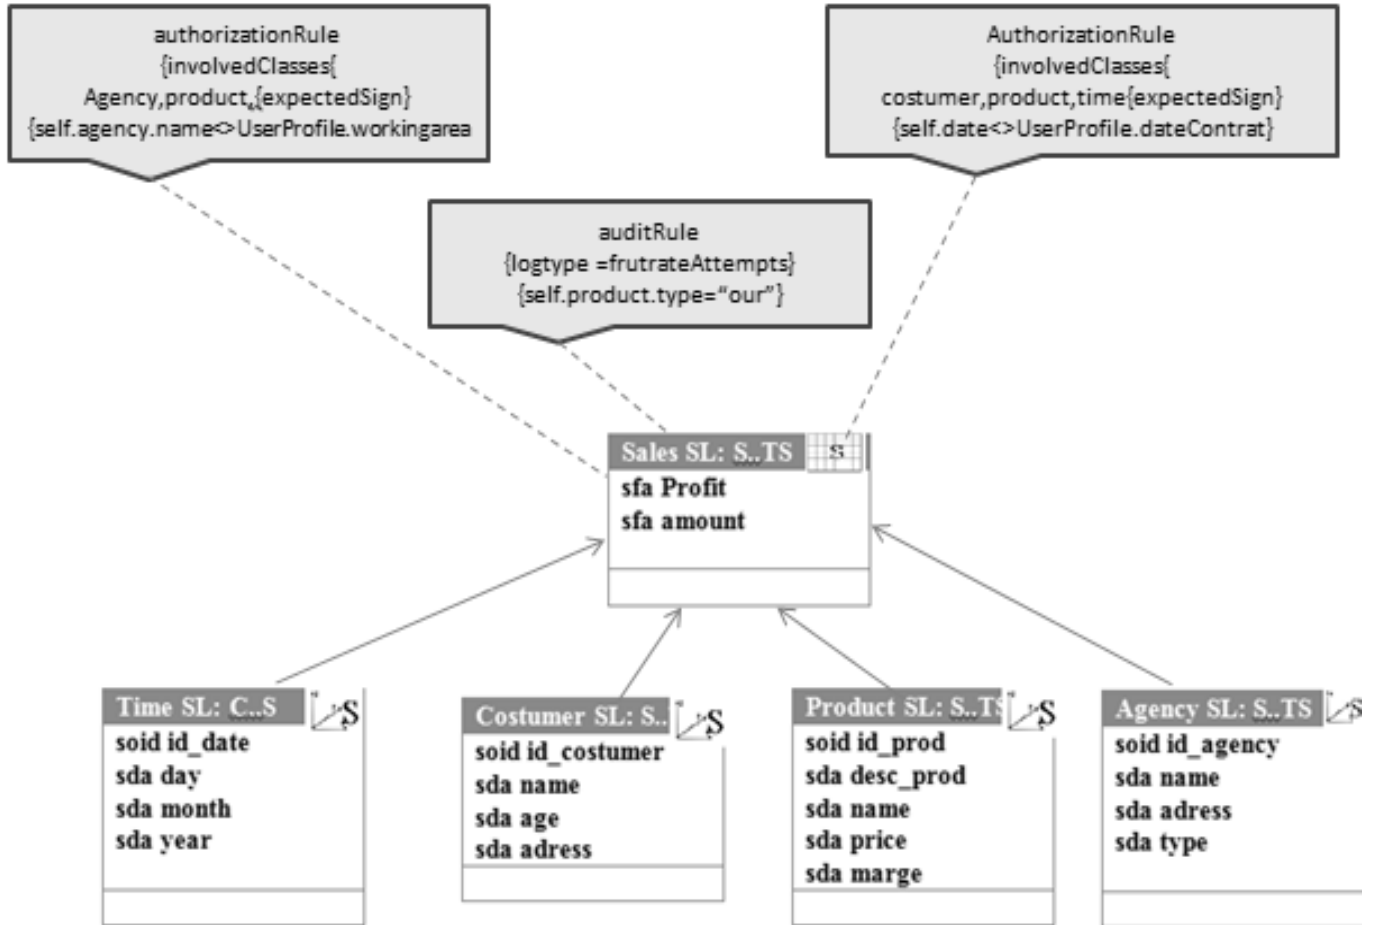 authorizationRule
{involvedClasses{
Agency,product,{expectedSign}
{self.agency.name<>UserProfile.workingarea
AuthorizationRule
{involvedClasses{
costumer,product,time{expectedSign}
{self.date<>UserProfile.dateContrat}
auditRule
{logtype =frutrateAttempts}
{self.product.type=“our”}
Sales SL: S..TS
S
sfa Profit
sfa amount
Time SL: C..S
S
soid id_date
sda day
sda month
sda year
Costumer SL: S..
S
soid id_costumer
sda name
sda age
sda adress
Product SL: S..TS
S
soid id_prod
sda desc_prod
sda name
sda price
sda marge
Agency SL: S..TS
S
soid id_agency
sda name
sda adress
sda type